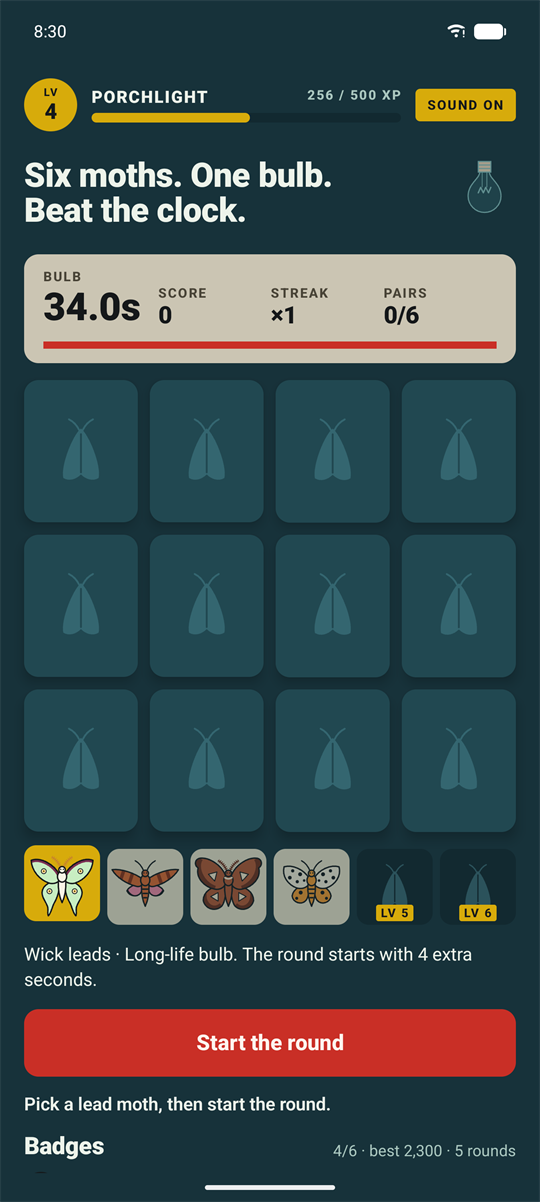 8:30
LV
4
PORCHLIGHT
256 / 500 XP
SOUND ON
Six moths. One bulb.
Beat the clock.
BULB
34.0s
SCORE
0
STREAK
×1
PAIRS
0/6
LV 5
LV 6
Wick leads · Long-life bulb. The round starts with 4 extra
seconds.
Start the round
Pick a lead moth, then start the round.
Badges
4/6 · best 2,300 · 5 rounds